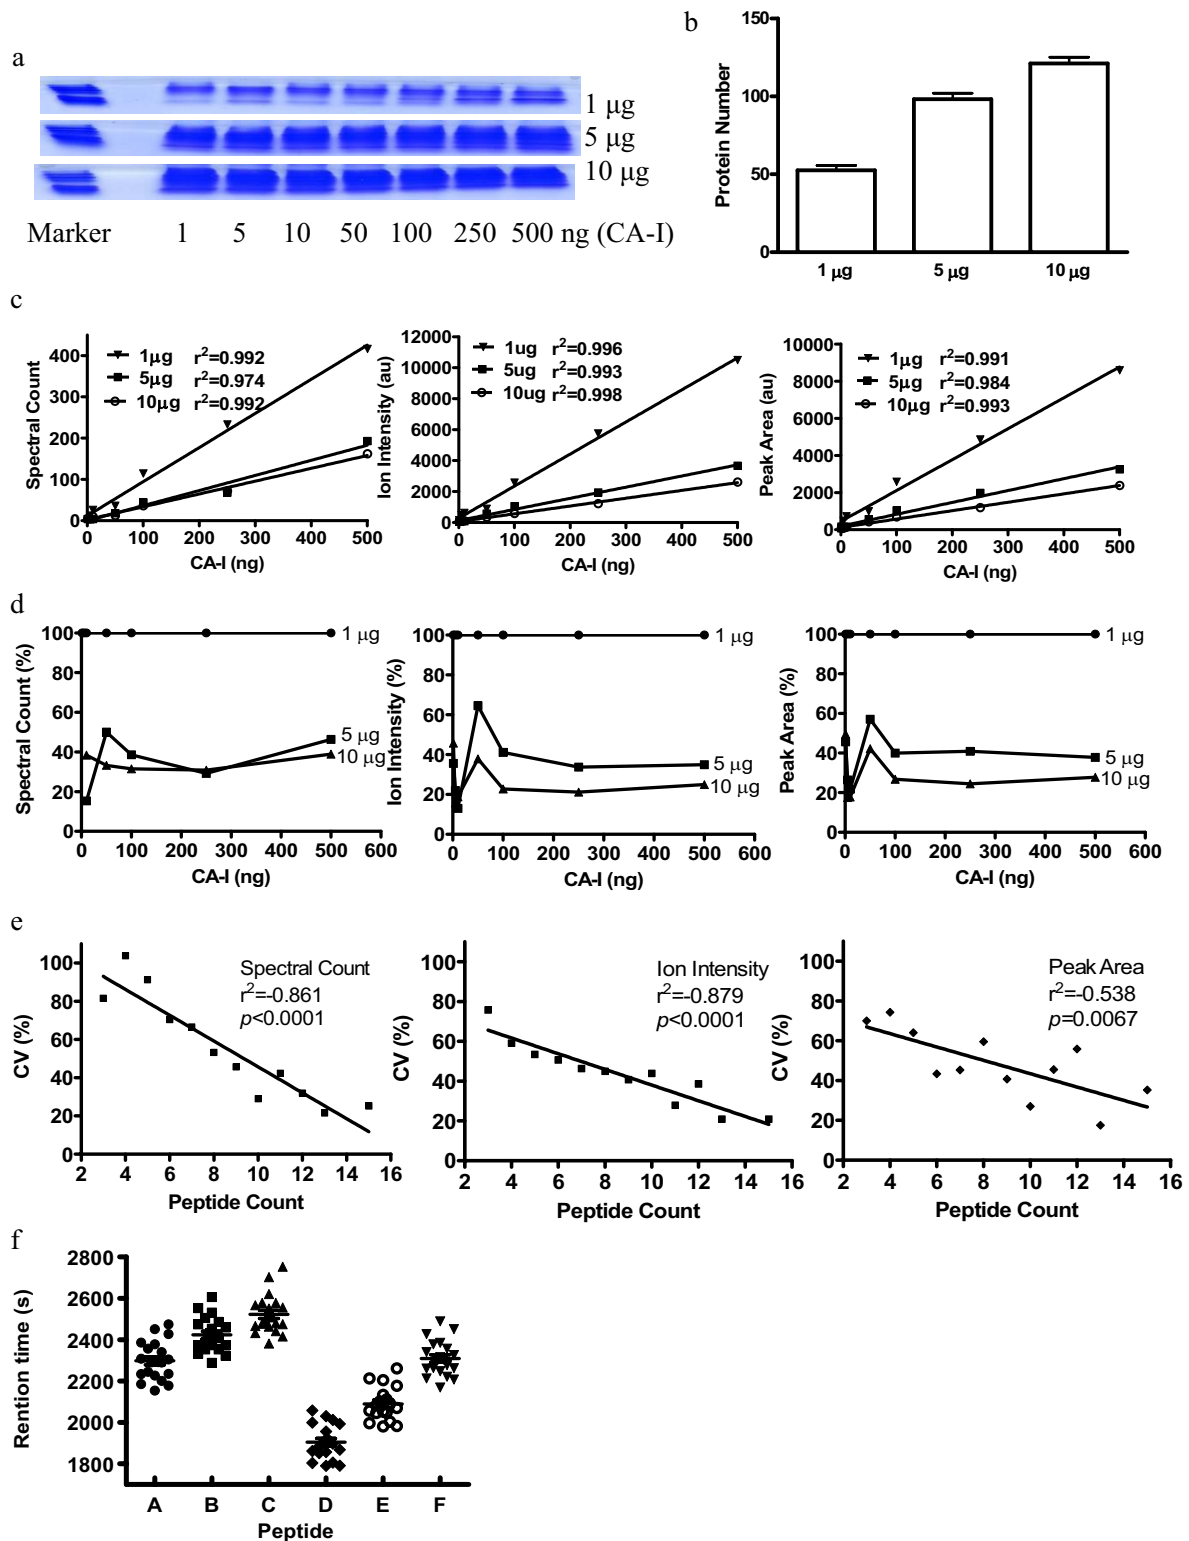 a
1 μg
5 μg
10 μg
Marker 1 5 10 50 100 250 500 ng (CA-I)
b
Protein Number
150
100
50
0
1 μg 5 μg 10 μg
c
Spectral Count
400
300
200
100
0
1μg r2=0.992
5μg r2=0.974
10μg r2=0.992
0 100 200 300 400 500
CA-I (ng)
Ion Intensity (au)
12000
10000
8000
6000
4000
2000
0
1ug r2=0.996
5ug r2=0.993
10ug r2=0.998
0 100 200 300 400 500
CA-I (ng)
Peak Area (au)
10000
8000
6000
4000
2000
0
1μg r2=0.991
5μg r2=0.984
10μg r2=0.993
0 100 200 300 400 500
CA-I (ng)
d
Spectral Count (%)
100
80
60
40
20
0
1 μg
5 μg
10 μg
0 100 200 300 400 500 600
CA-I (ng)
Ion Intensity (%)
100
80
60
40
20
0
1 μg
5 μg
10 μg
0 100 200 300 400 500 600
CA-I (ng)
Peak Area (%)
100
80
60
40
20
0
1 μg
5 μg
10 μg
0 100 200 300 400 500 600
CA-I (ng)
e
CV (%)
100
80
60
40
20
0
Spectral Count
r2=-0.861
p<0.0001
2 4 6 8 10 12 14 16
Peptide Count
CV (%)
100
80
60
40
20
0
Ion Intensity
r2=-0.879
p<0.0001
2 4 6 8 10 12 14 16
Peptide Count
CV (%)
100
80
60
40
20
0
Peak Area
r2=-0.538
p=0.0067
2 4 6 8 10 12 14 16
Peptide Count
f
Rention time (s)
2800
2600
2400
2200
2000
1800
A B C D E F
Peptide